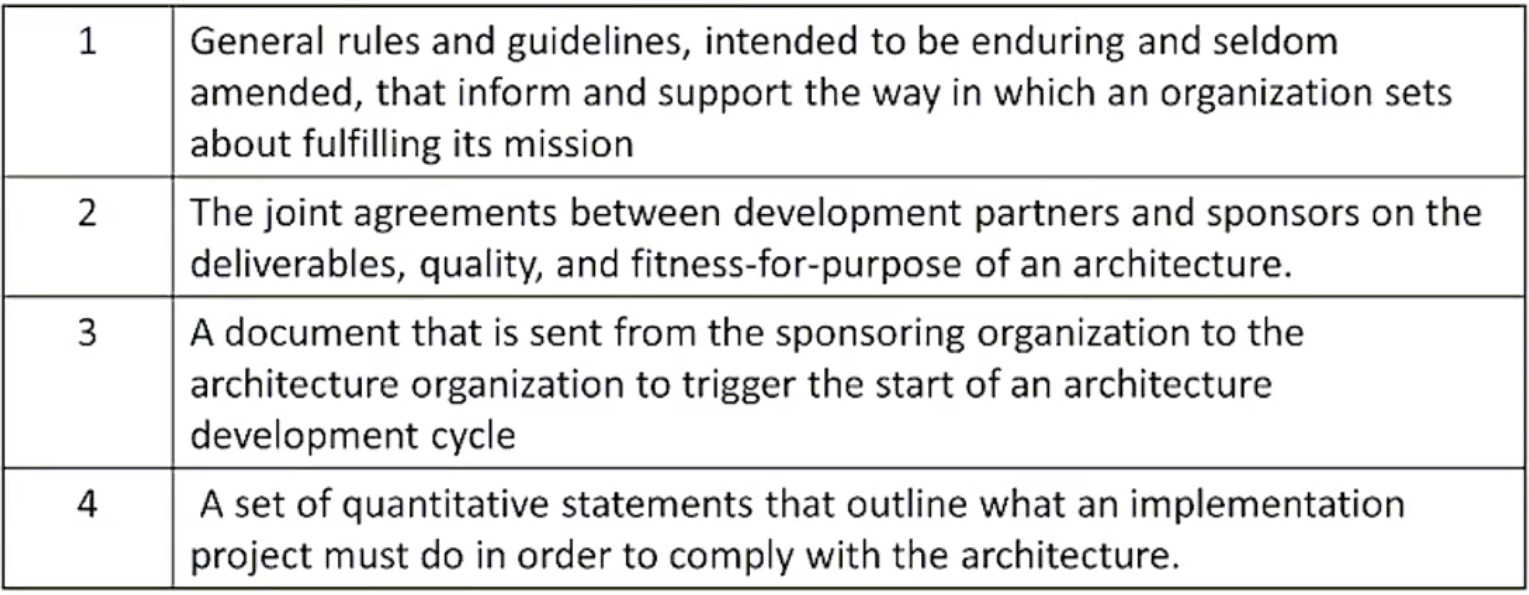 1 General rules and guidelines, intended to be enduring and seldom
amended, that inform and support the way in which an organization sets
about fulfilling its mission
2 The joint agreements between development partners and sponsors on the
deliverables, quality, and fitness-for-purpose of an architecture.
3 A document that is sent from the sponsoring organization to the
architecture organization to trigger the start of an architecture
development cycle
4 A set of quantitative statements that outline what an implementation
project must do in order to comply with the architecture.